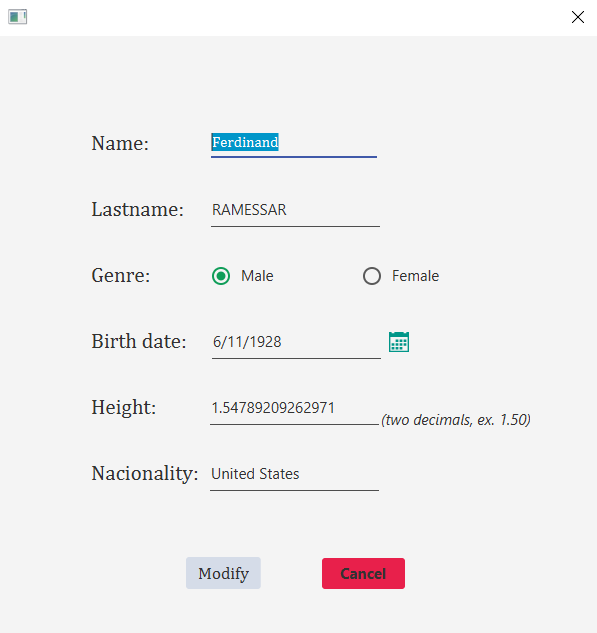 Name: Ferdinand
Lastname: RAMESSAR
Genre: Male Female
Birth date: 6/11/1928
Height: 1.54789209262971 (two decimals, ex. 1.50)
Nacionality: United States
Modify Cancel